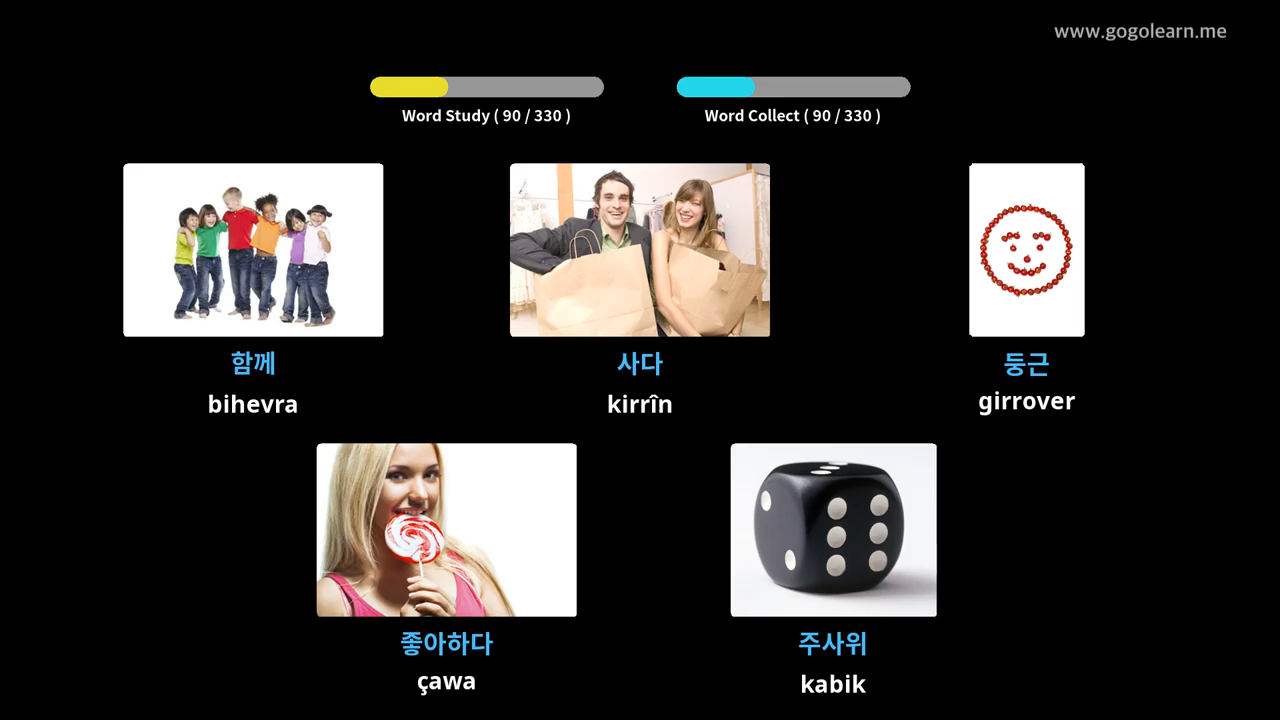 www.gogolearn.me
Word Study ( 90 / 330 )
Word Collect ( 90 / 330 )
함께
bihevra
사다
kirrîn
둥근
girrover
좋아하다
çawa
주사위
kabik